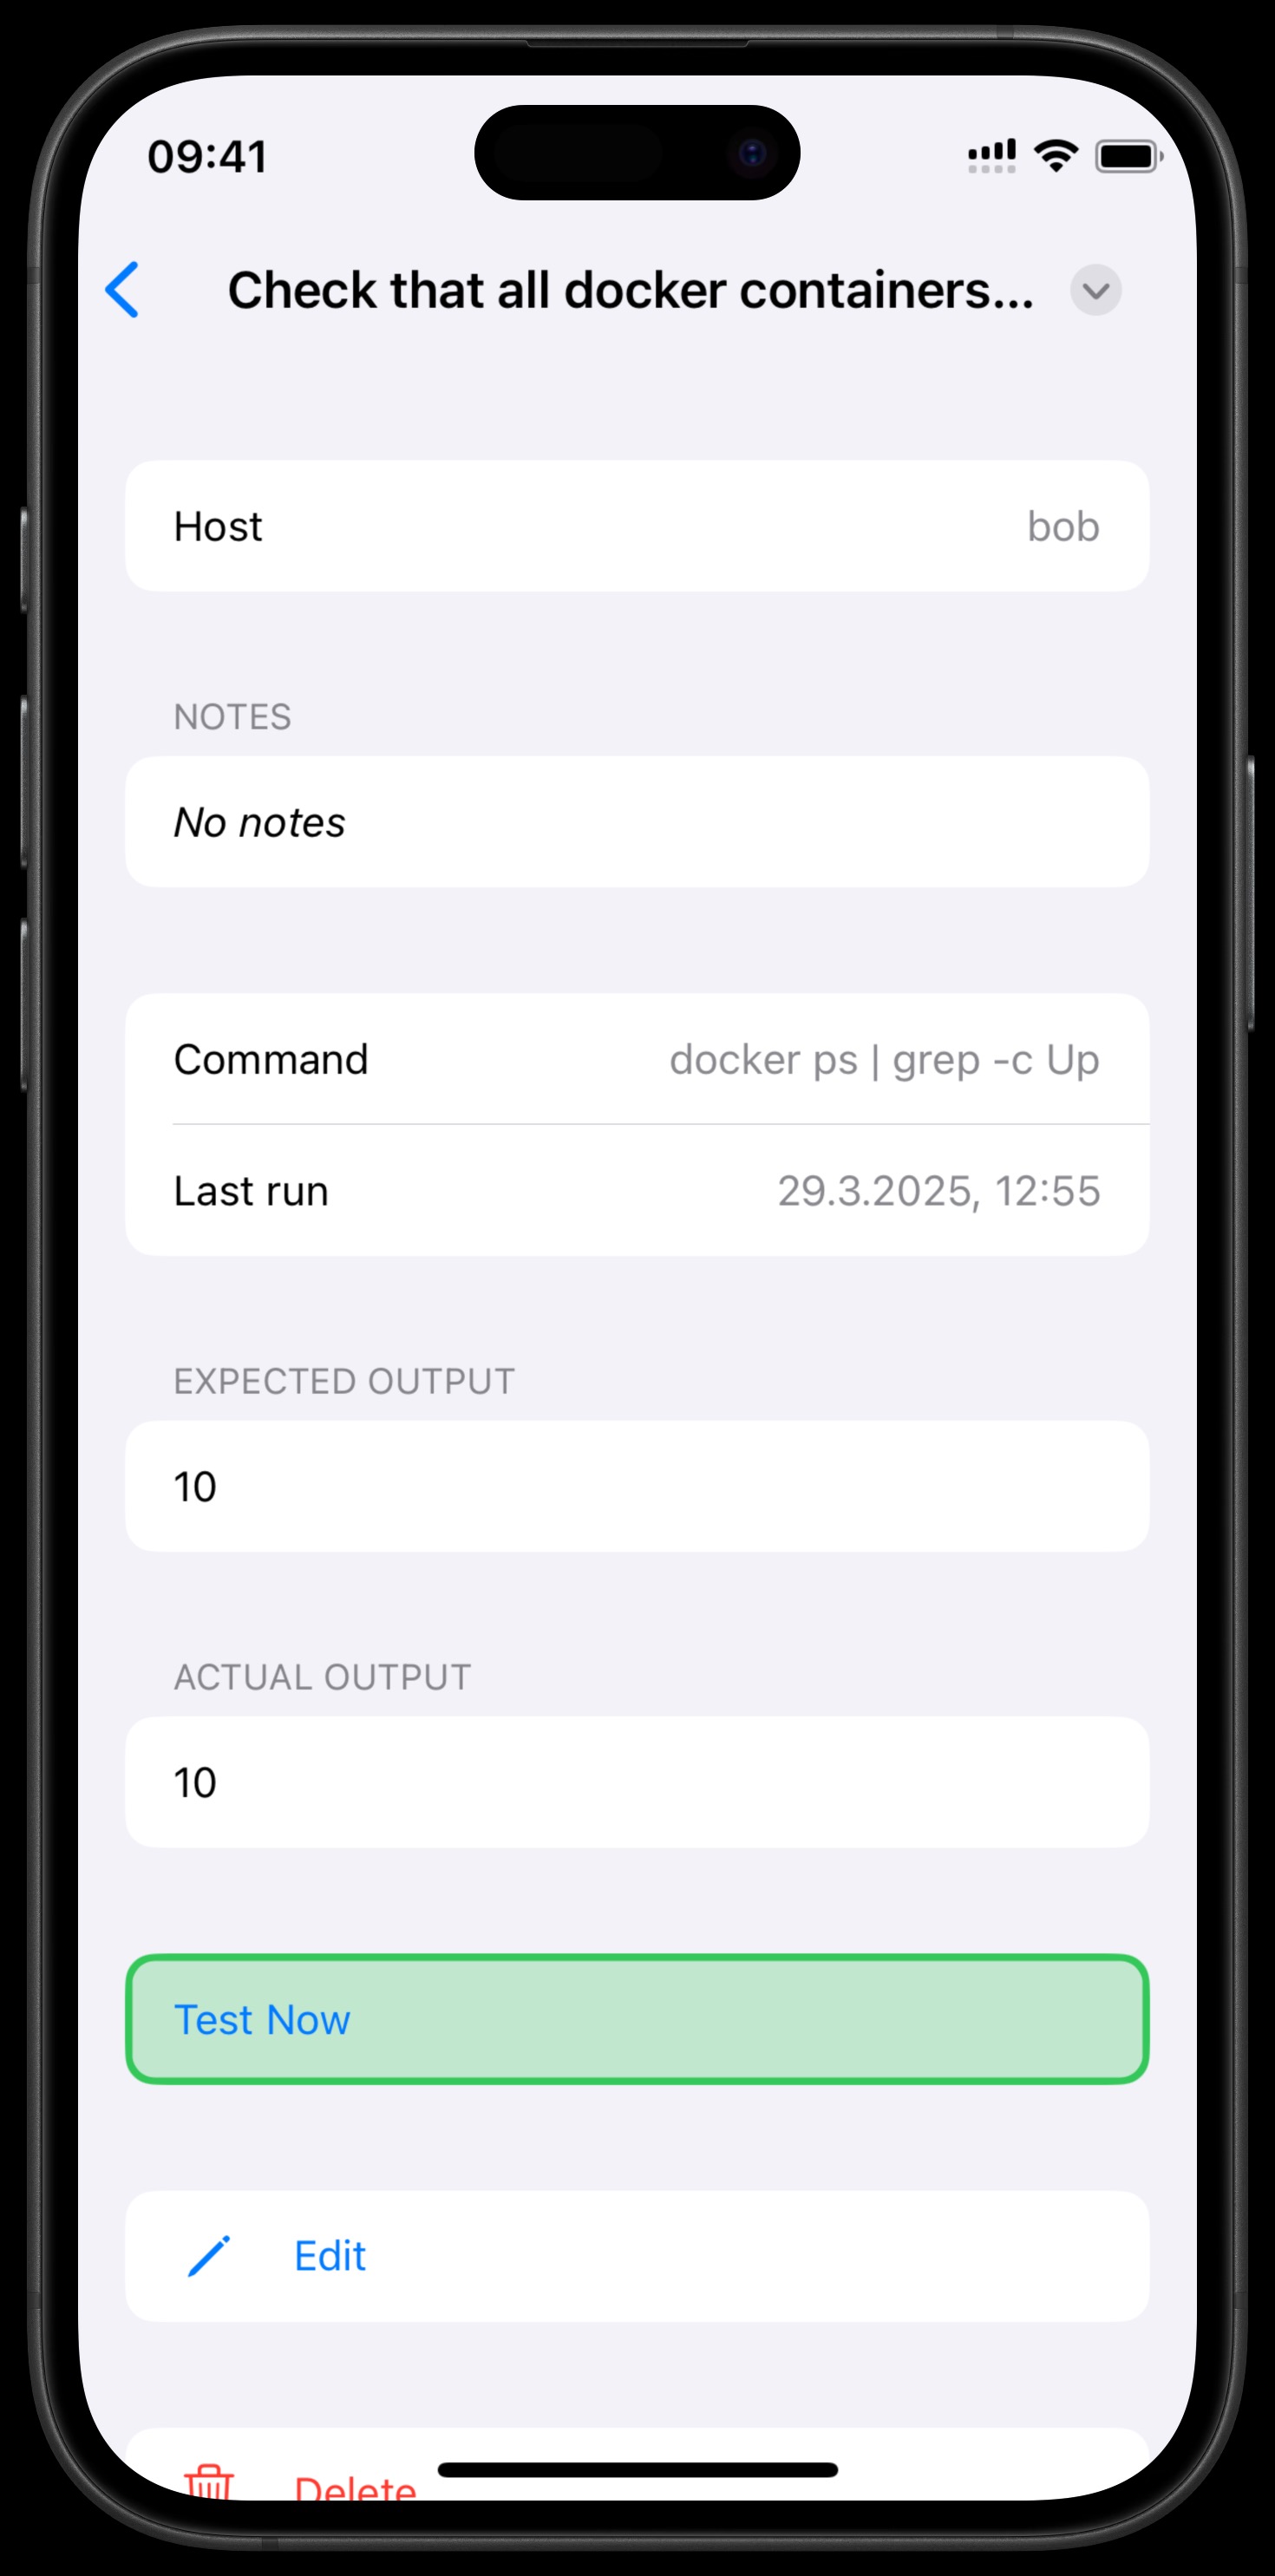 09:41
Check that all docker containers...
Host bob
NOTES
No notes
Command docker ps | grep -c Up
Last run 29.3.2025, 12:55
EXPECTED OUTPUT
10
ACTUAL OUTPUT
10
Test Now
Edit
Delete